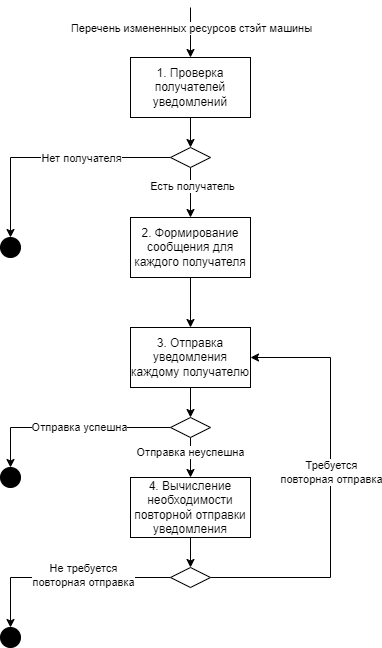 Перечень измененных ресурсов стэйт машины
1. Проверка
получателей
уведомлений
Нет получателя
Есть получатель
2. Формирование
сообщения для
каждого получателя
3. Отправка
уведомления
каждому получателю
Отправка успешна
Отправка неуспешна
Требуется
повторная отправка
4. Вычисление
необходимости
повторной отправки
уведомления
Не требуется
повторная отправка